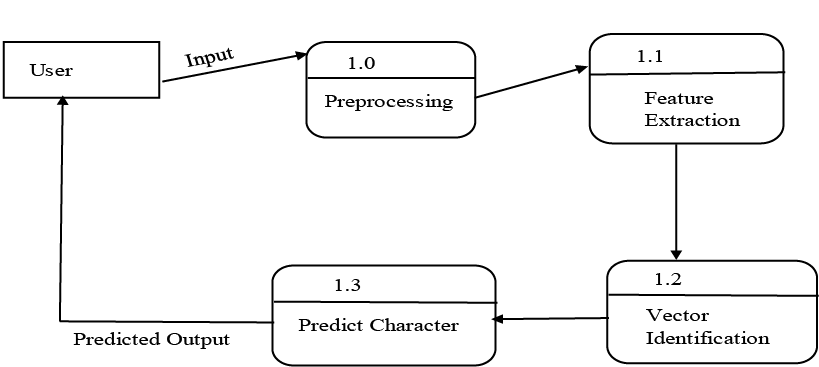 User
Input
1.0
Preprocessing
1.1
Feature
Extraction
1.2
Vector
Identification
1.3
Predict Character
Predicted Output